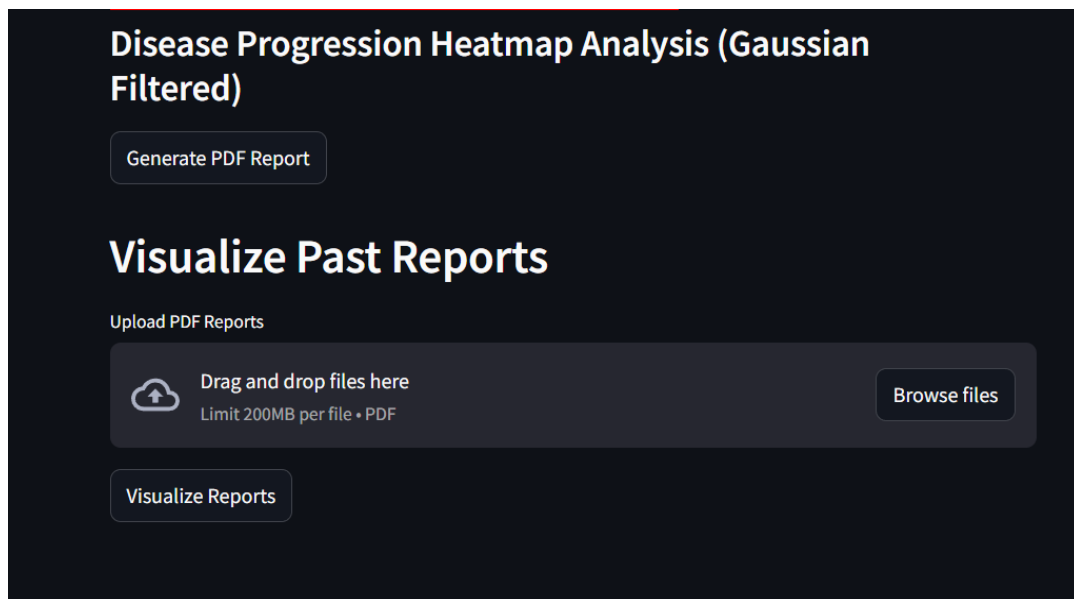 Disease Progression Heatmap Analysis (Gaussian
Filtered)
Generate PDF Report
Visualize Past Reports
Upload PDF Reports
Drag and drop files here
Limit 200MB per file • PDF
Browse files
Visualize Reports